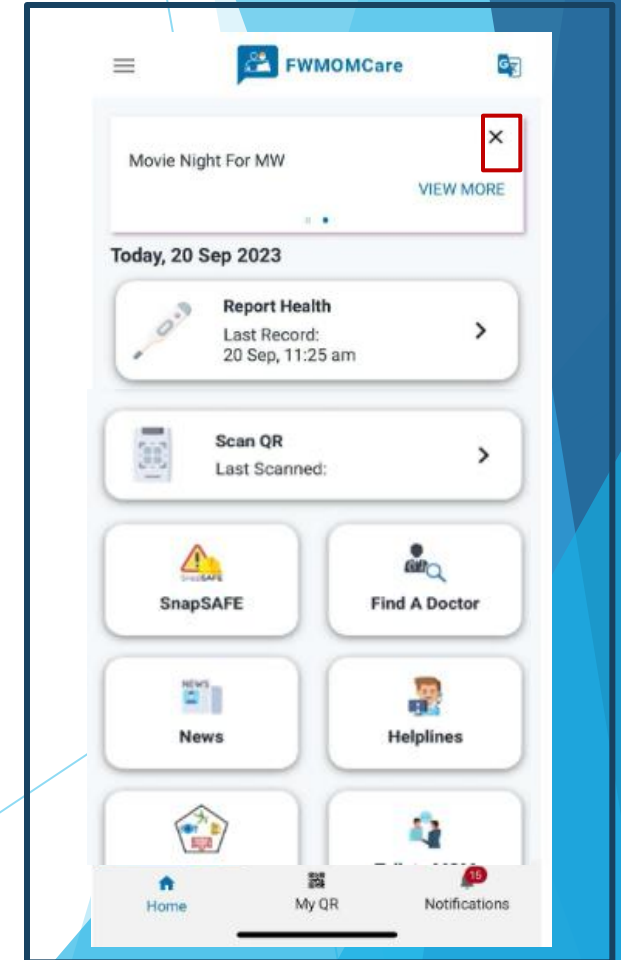 FWMOMCare
Movie Night For MW
VIEW MORE
Today, 20 Sep 2023
Report Health
Last Record:
20 Sep, 11:25 am
Scan QR
Last Scanned:
SnapSAFE
Find A Doctor
NEWS
News
Helplines
15
Home
My QR
Notifications